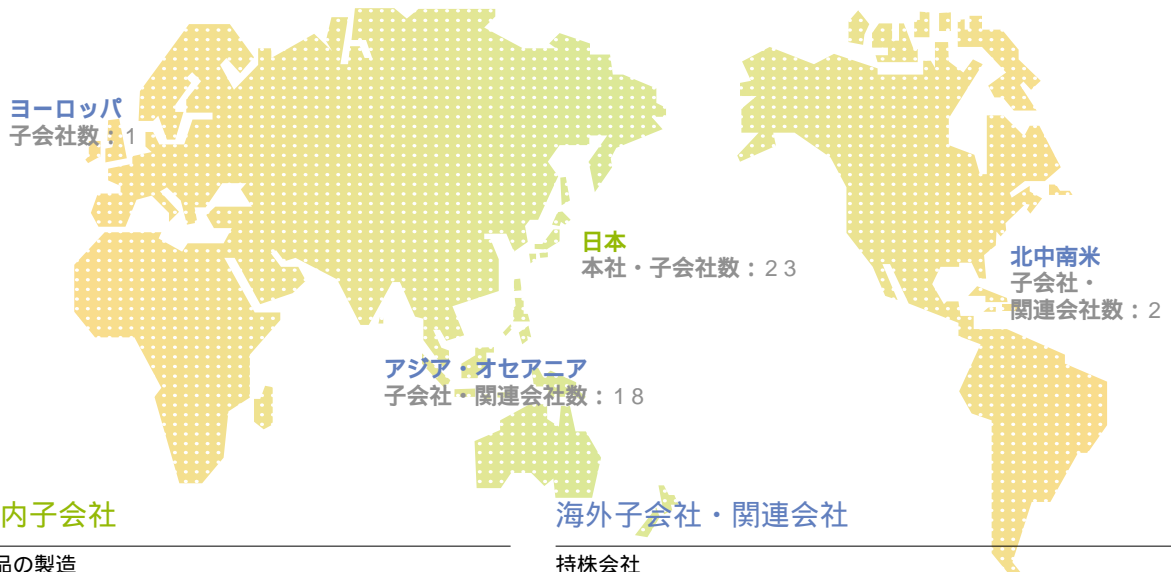 ヨーロッパ
子会社数：1
日本
本社・子会社数：23
北中南米
子会社・
関連会社数：2
アジア・オセアニア
子会社・関連会社数：18
内子会社
品の製造
海外子会社・関連会社
持株会社